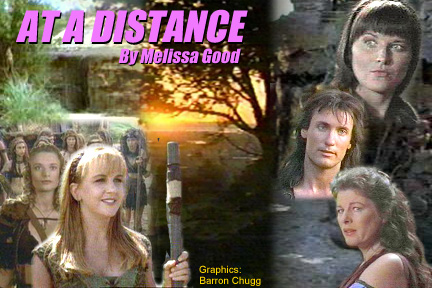 AT A DISTANCE
By Melissa Good
Graphics:
Barron Chugg